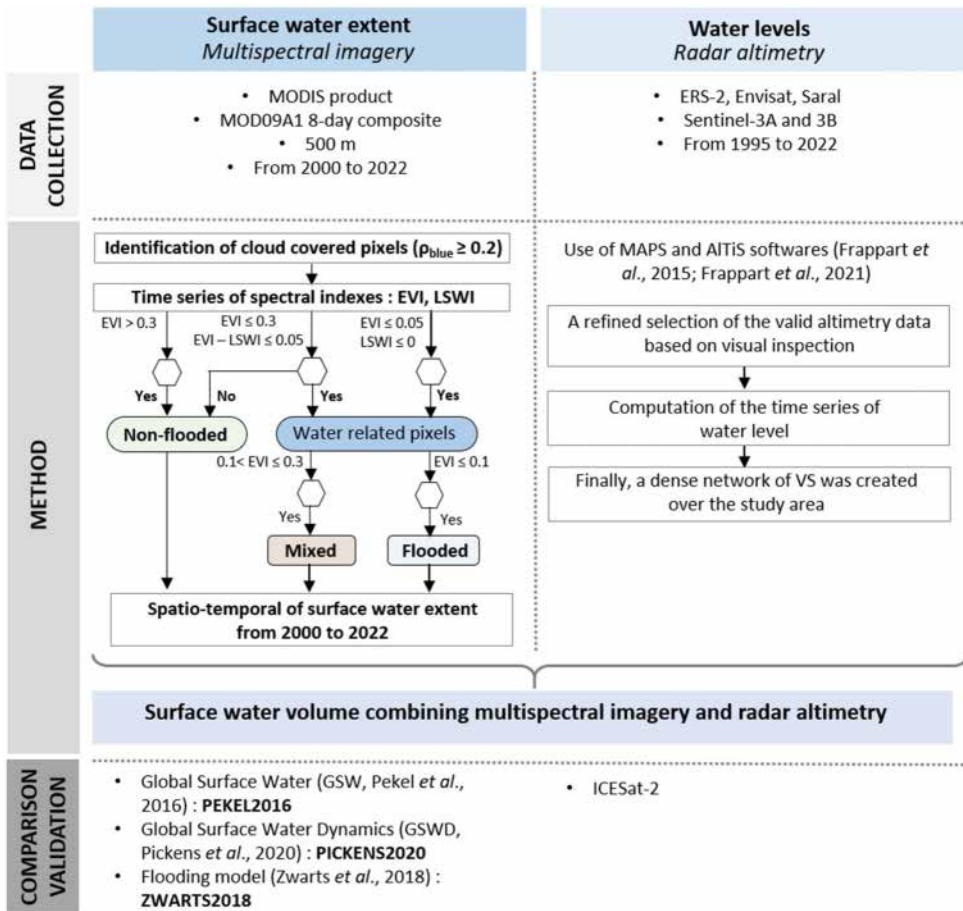 Surface water extent
Multispectral imagery
Water levels
Radar altimetry
DATA
COLLECTION
• MODIS product
• MOD09A1 8-day composite
• 500 m
• From 2000 to 2022
• ERS-2, Envisat, Saral
• Sentinel-3A and 3B
• From 1995 to 2022
METHOD
Identification of cloud covered pixels (ρblue ≥ 0.2)
Time series of spectral indexes : EVI, LSWI
EVI > 0.3
EVI ≤ 0.3
EVI – LSWI ≤ 0.05
EVI ≤ 0.05
LSWI ≤ 0
Yes
No
Yes
Yes
Non-flooded
Water related pixels
0.1< EVI ≤ 0.3
EVI ≤ 0.1
Yes
Yes
Mixed
Flooded
Spatio-temporal of surface water extent
from 2000 to 2022
Use of MAPS and AlTiS softwares (Frappart et
al., 2015; Frappart et al., 2021)
A refined selection of the valid altimetry data
based on visual inspection
Computation of the time series of
water level
Finally, a dense network of VS was created
over the study area
Surface water volume combining multispectral imagery and radar altimetry
COMPARISON
VALIDATION
• Global Surface Water (GSW, Pekel et al.,
2016) : PEKEL2016
• Global Surface Water Dynamics (GSWD,
Pickens et al., 2020) : PICKENS2020
• Flooding model (Zwarts et al., 2018) :
ZWARTS2018
• ICESat-2